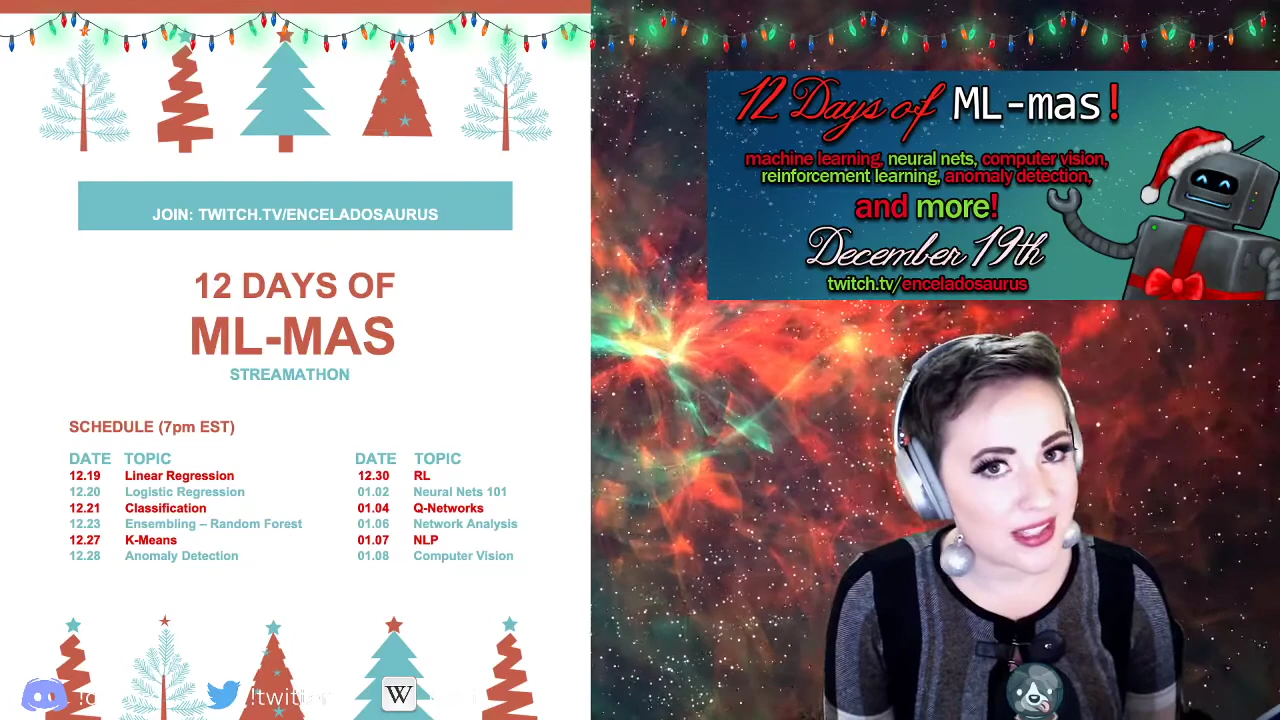 JOIN: TWITCH.TV/ENCELADOSAURUS
12 DAYS OF
ML-MAS
STREAMATHON
SCHEDULE (7pm EST)
DATE TOPIC
12.19 Linear Regression
12.20 Logistic Regression
12.21 Classification
12.23 Ensembling – Random Forest
12.27 K-Means
12.28 Anomaly Detection
DATE TOPIC
12.30 RL
01.02 Neural Nets 101
01.04 Q-Networks
01.06 Network Analysis
01.07 NLP
01.08 Computer Vision
!twitter
W
12 Days of ML-mas!
machine learning, neural nets, computer vision,
reinforcement learning, anomaly detection,
and more!
December 19th
twitch.tv/enceladosaurus